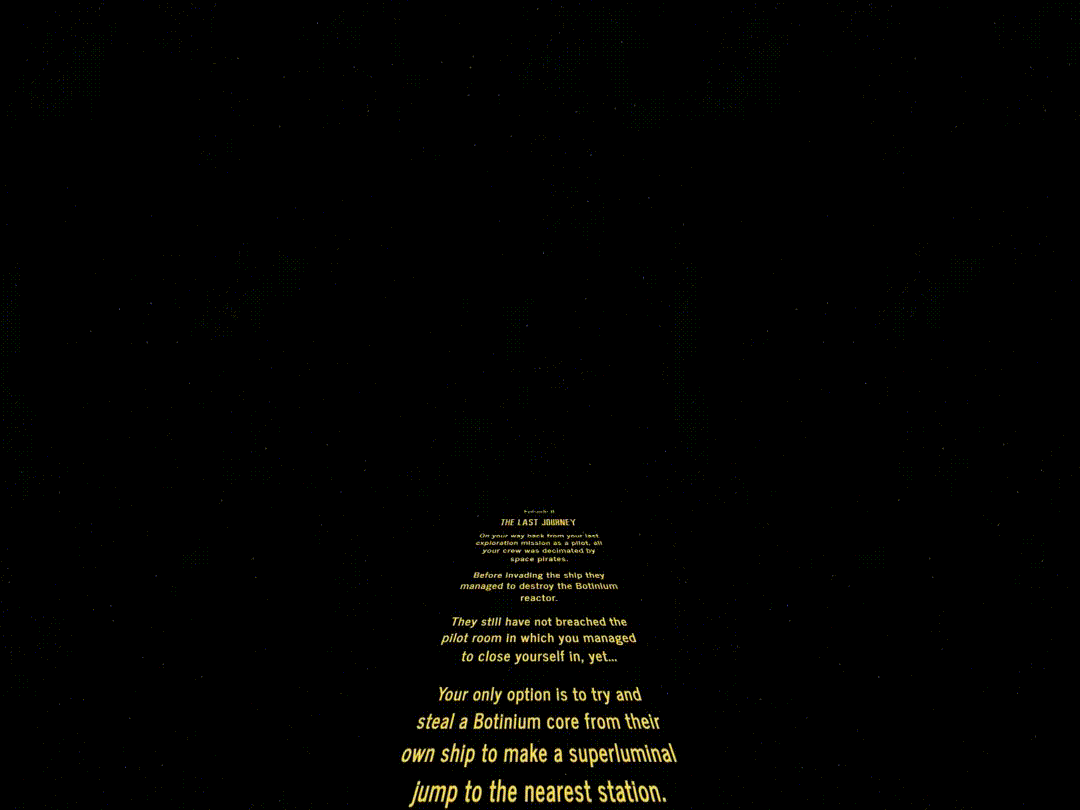 Episode II
THE LAST JOURNEY
On your way back from your last
exploration mission as a pilot, all
your crew was decimated by
space pirates.
Before invading the ship they
managed to destroy the Botinium
reactor.
They still have not breached the
pilot room in which you managed
to close yourself in, yet...
Your only option is to try and
steal a Botinium core from their
own ship to make a superluminal
jump to the nearest station.